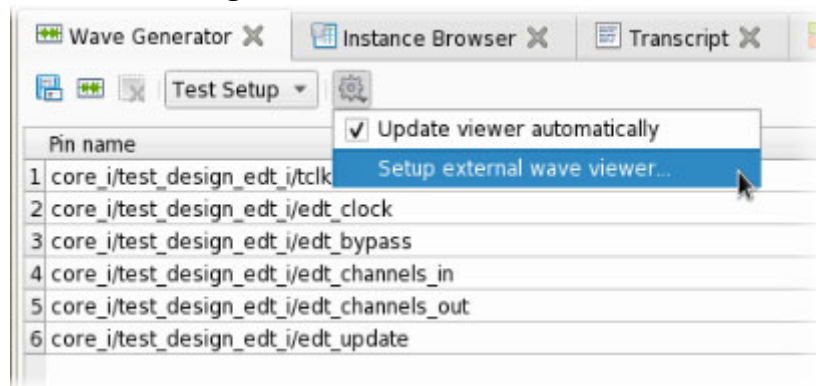 Wave Generator Instance Browser Transcript
Test Setup
Update viewer automatically
Pin name
Setup external wave viewer...
1 core_i/test_design_edt_i/tclk
2 core_i/test_design_edt_i/edt_clock
3 core_i/test_design_edt_i/edt_bypass
4 core_i/test_design_edt_i/edt_channels_in
5 core_i/test_design_edt_i/edt_channels_out
6 core_i/test_design_edt_i/edt_update